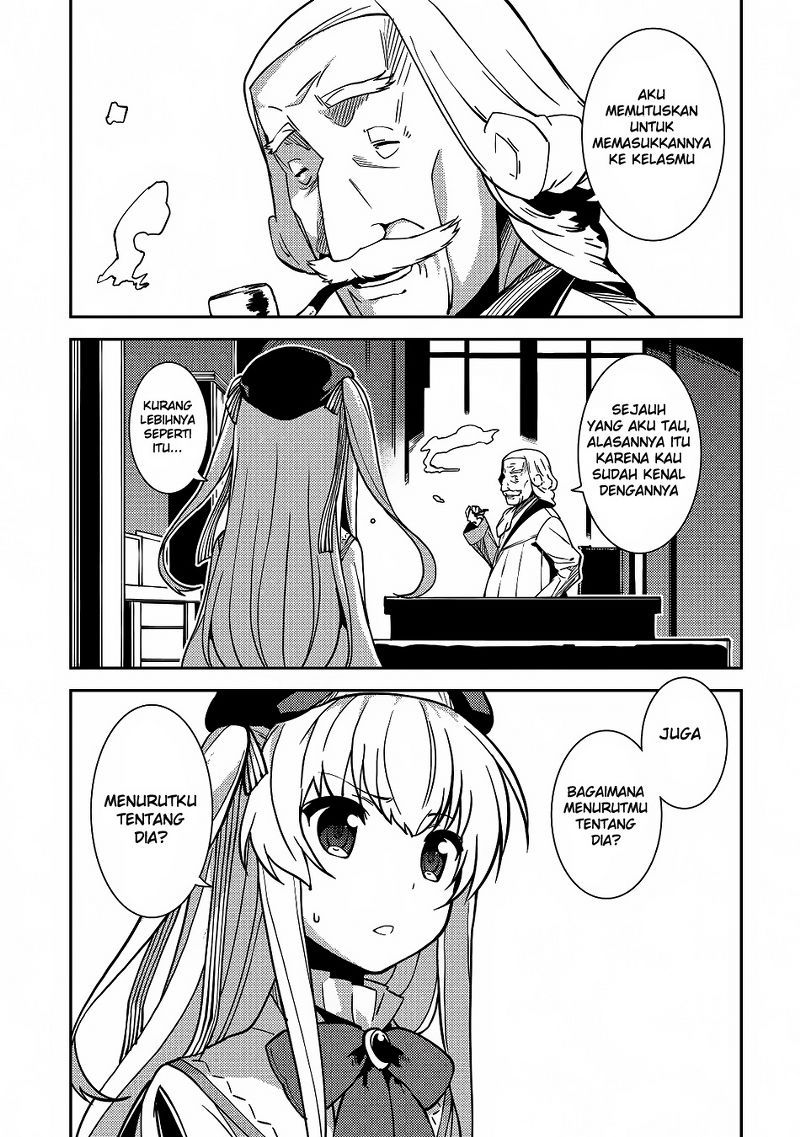 AKU
MEMUTUSKAN
UNTUK
MEMASUKKANNYA
KE KELASMU
SEJAUH
YANG AKU TAU,
ALASANNYA ITU
KARENA KAU
SUDAH KENAL
DENGANNYA
KURANG
LEBIHNYA
SEPERTI
ITU...
JUGA
BAGAIMANA
MENURUTMU
TENTANG
DIA?
MENURUTKU
TENTANG
DIA?